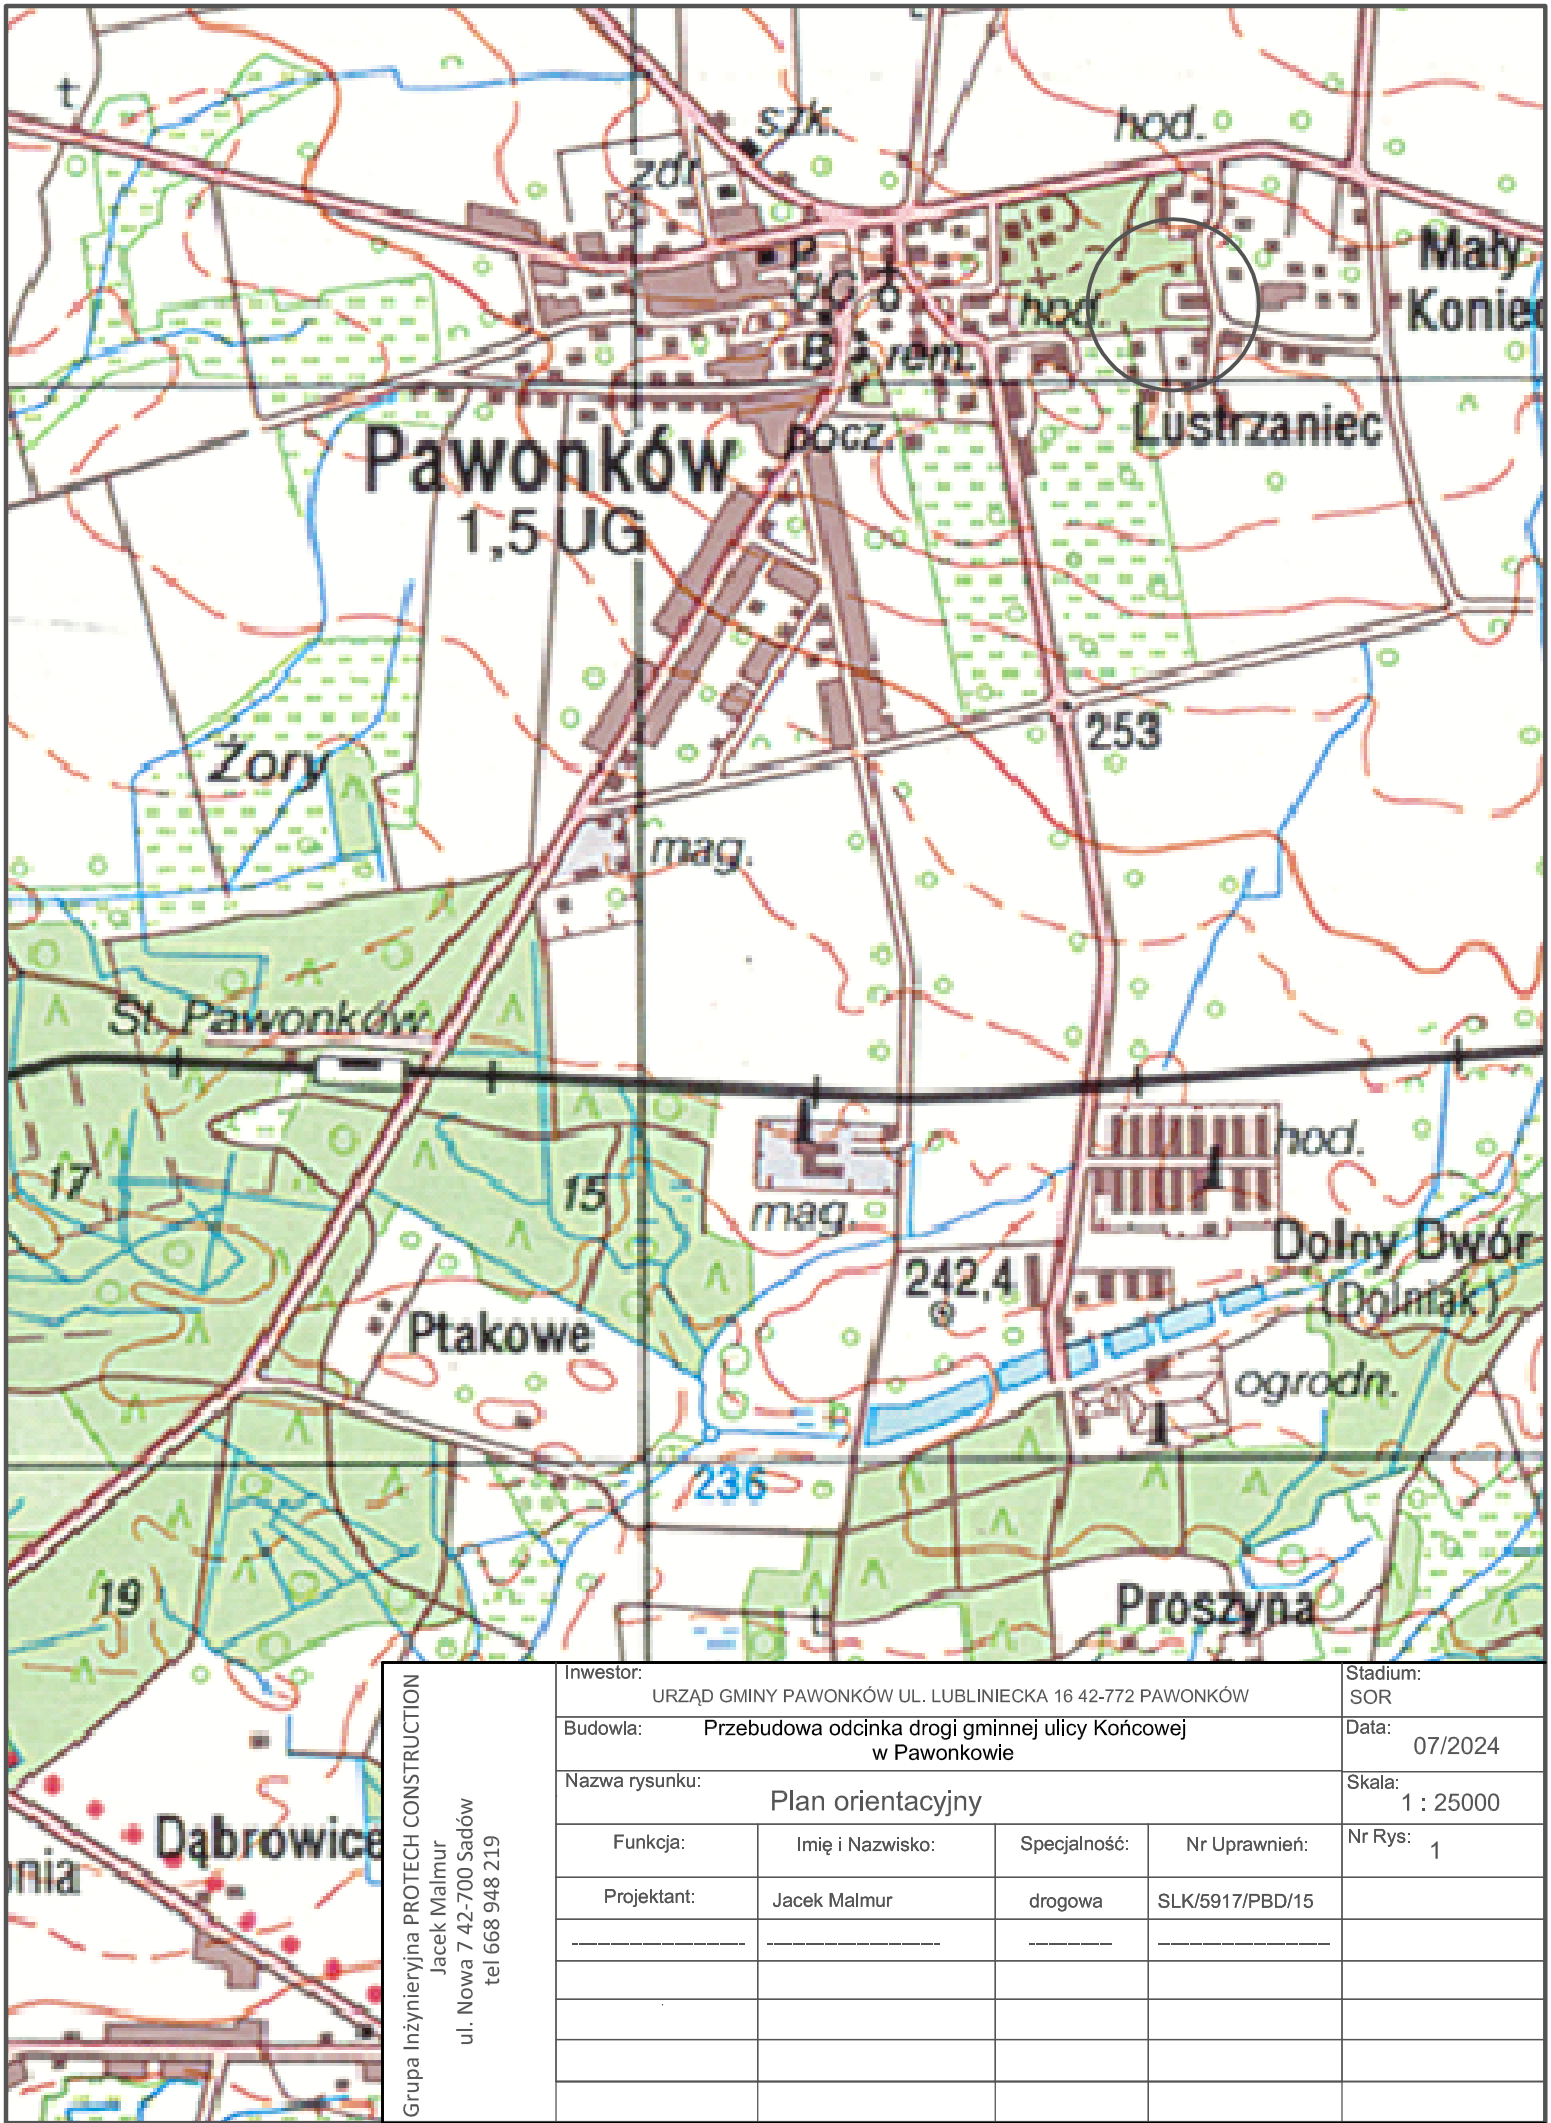 t
szk.
hod.
zdr.
P
Mały
UG
hod.
Koniec
B
rem.
Lustrzaniec
pocz.
Pawonków
1,5 UG
253
Żory
mag.
St. Pawonków
hod.
17
15
mag.
Dolny Dwór
242,4
(Dolniak)
Ptakowe
ogrodn.
236
19
Proszyna
t
Dąbrowice
nia
Grupa Inżynieryjna PROTECH CONSTRUCTION
Jacek Malmur
ul. Nowa 7 42-700 Sadów
tel 668 948 219
Inwestor:
URZĄD GMINY PAWONKÓW UL. LUBLINIECKA 16 42-772 PAWONKÓW
Stadium:
SOR
Budowla: Przebudowa odcinka drogi gminnej ulicy Końcowej
w Pawonkowie
Data:
07/2024
Nazwa rysunku:
Plan orientacyjny
Skala:
1 : 25000
Funkcja: Imię i Nazwisko: Specjalność: Nr Uprawnień: Nr Rys: 1
Projektant: Jacek Malmur drogowa SLK/5917/PBD/15